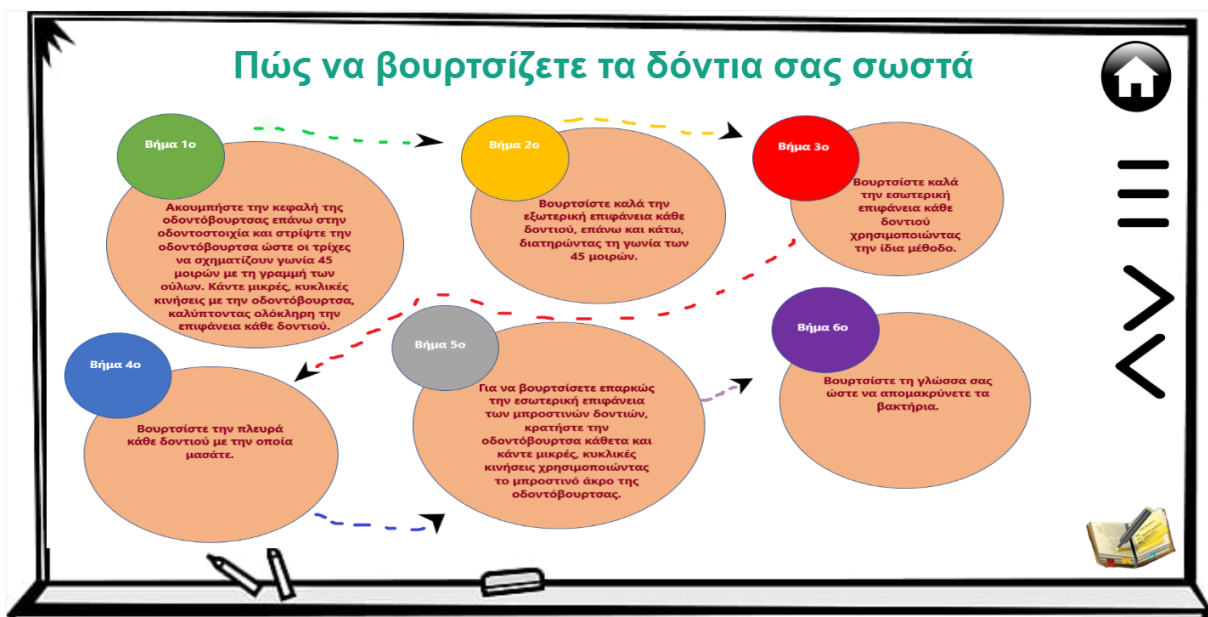 Πώς να βουρτσίζετε τα δόντια σας σωστά
Βήμα 1ο
Ακουμπήστε την κεφαλή της
οδοντόβουρτσας επάνω στην
οδοντοστοιχία και στρίψτε την
οδοντόβουρτσα ώστε οι τρίχες
να σχηματίζουν γωνία 45
μοιρών με τη γραμμή των
ούλων. Κάντε μικρές, κυκλικές
κινήσεις με την οδοντόβουρτσα,
καλύπτοντας ολόκληρη την
επιφάνεια κάθε δοντιού.
Βήμα 2ο
Βουρτσίστε καλά την
εξωτερική επιφάνεια κάθε
δοντιού, επάνω και κάτω,
διατηρώντας τη γωνία των
45 μοιρών.
Βήμα 3ο
Βουρτσίστε καλά
την εσωτερική
επιφάνεια κάθε
δοντιού
χρησιμοποιώντας
την ίδια μέθοδο.
Βήμα 4ο
Βουρτσίστε την πλευρά
κάθε δοντιού με την οποία
μασάτε.
Βήμα 5ο
Για να βουρτσίσετε επαρκώς
την εσωτερική επιφάνεια
των μπροστινών δοντιών,
κρατήστε την
οδοντόβουρτσα κάθετα και
κάντε μικρές, κυκλικές
κινήσεις χρησιμοποιώντας
το μπροστινό άκρο της
οδοντόβουρτσας.
Βήμα 6ο
Βουρτσίστε τη γλώσσα σας
ώστε να απομακρύνετε τα
βακτήρια.